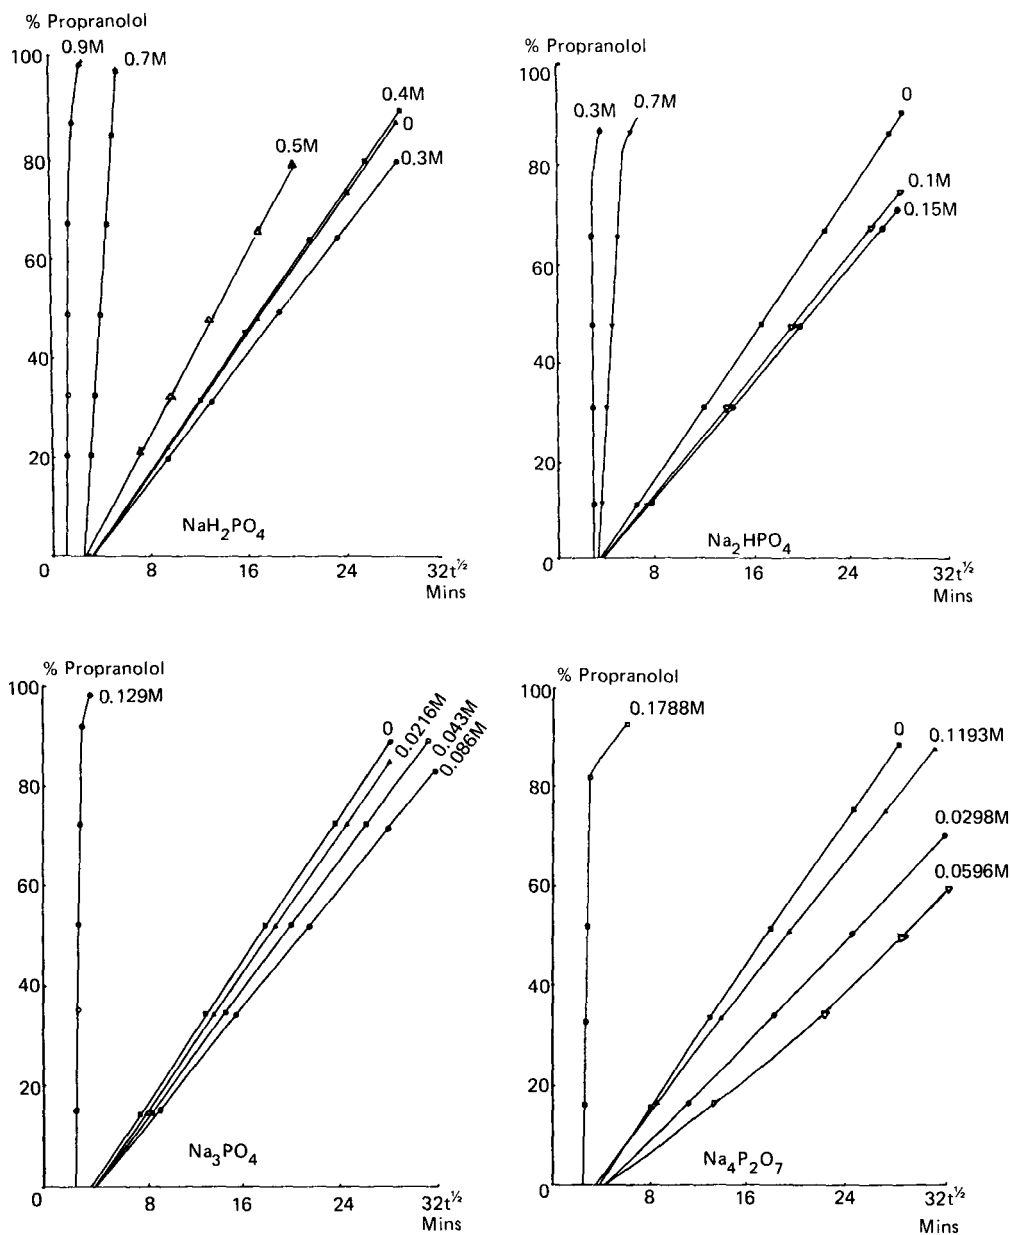 % Propranolol
100
80
60
40
20
0
8
16
24
32t½
Mins
0.9M
0.7M
0.5M
0.4M
0
0.3M
NaH₂PO₄
% Propranolol
100
80
60
40
20
0
8
16
24
32t½
Mins
0.3M
0.7M
0
0.1M
0.15M
Na₂HPO₄
% Propranolol
100
80
60
40
20
0
8
16
24
32t½
Mins
0.129M
0
0.0216M
0.043M
0.086M
Na₃PO₄
% Propranolol
100
80
60
40
20
0
8
16
24
32t½
Mins
0.1788M
0
0.1193M
0.0298M
0.0596M
Na₄P₂O₇